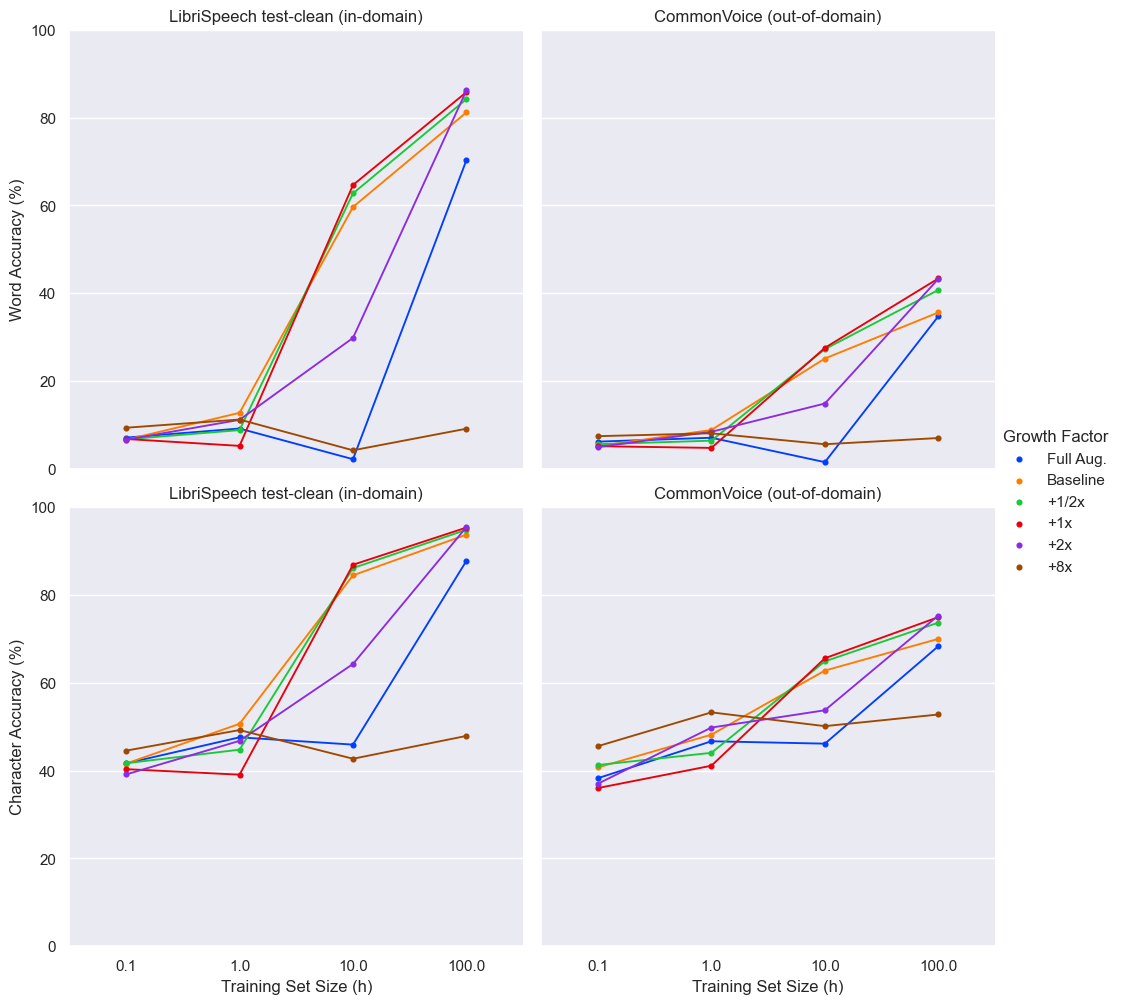 LibriSpeech test-clean (in-domain)
CommonVoice (out-of-domain)
100
80
60
40
20
0
Word Accuracy (%)
LibriSpeech test-clean (in-domain)
CommonVoice (out-of-domain)
100
80
60
40
20
0
Character Accuracy (%)
0.1 1.0 10.0 100.0
Training Set Size (h)
0.1 1.0 10.0 100.0
Training Set Size (h)
Growth Factor
Full Aug.
Baseline
+1/2x
+1x
+2x
+8x